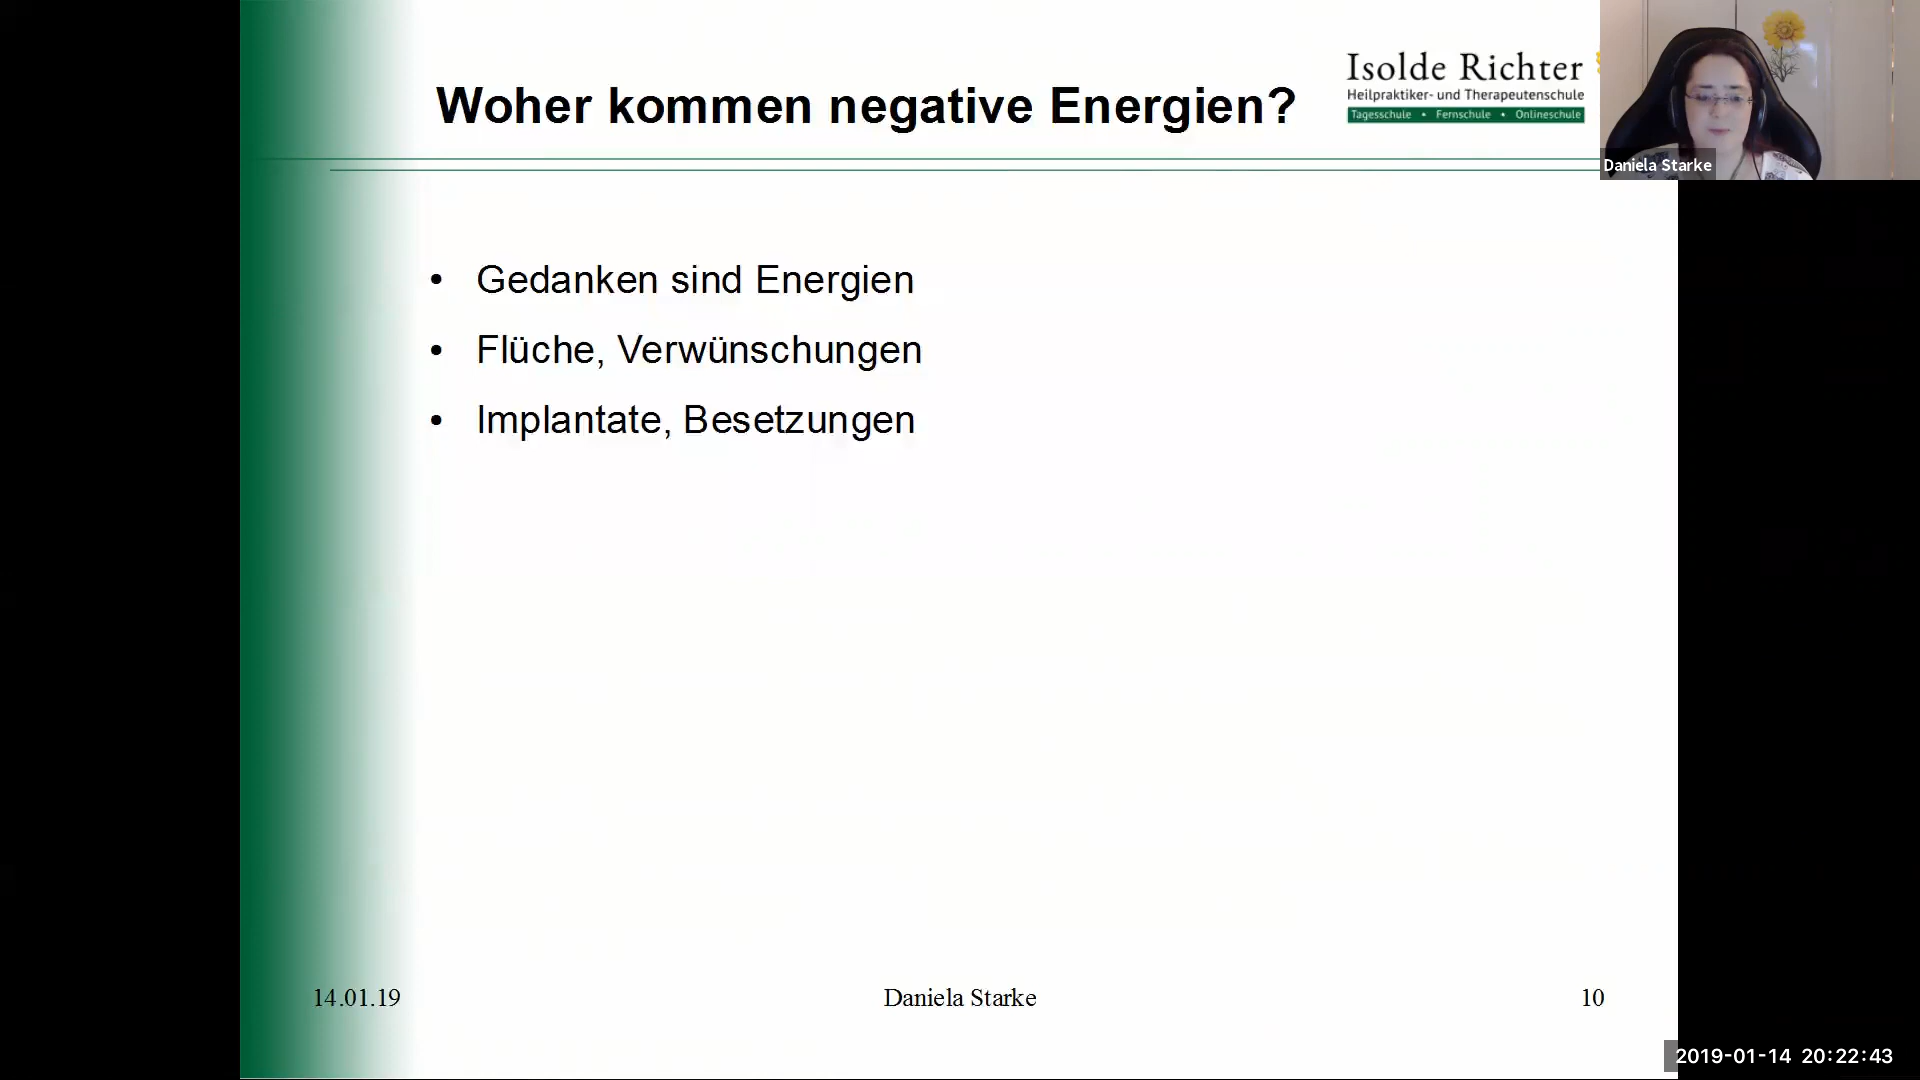 Woher kommen negative Energien?
Isolde Richter
Heilpraktiker- und Therapeutenschule
Tagesschule • Fernschule • Onlineschule
Daniela Starke
• Gedanken sind Energien
• Flüche, Verwünschungen
• Implantate, Besetzungen
14.01.19
Daniela Starke
10
2019-01-14 20:22:43